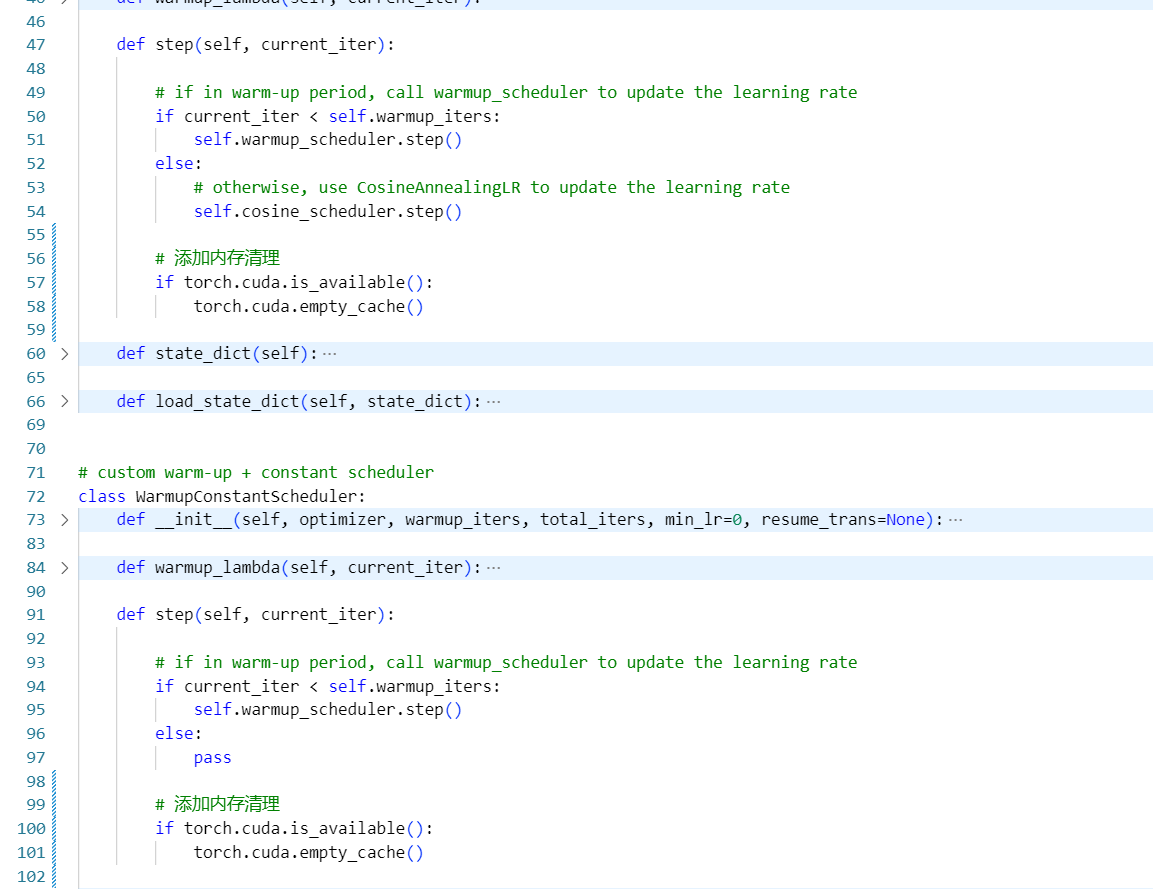 45 def warmup_lambda(self, current_iter):
46
47 def step(self, current_iter):
48
49 # if in warm-up period, call warmup_scheduler to update the learning rate
50 if current_iter < self.warmup_iters:
51 self.warmup_scheduler.step()
52 else:
53 # otherwise, use CosineAnnealingLR to update the learning rate
54 self.cosine_scheduler.step()
55
56 # 添加内存清理
57 if torch.cuda.is_available():
58 torch.cuda.empty_cache()
59
60 def state_dict(self): ···
65
66 def load_state_dict(self, state_dict): ···
69
70
71 # custom warm-up + constant scheduler
72 class WarmupConstantScheduler:
73 def __init__(self, optimizer, warmup_iters, total_iters, min_lr=0, resume_trans=None): ···
83
84 def warmup_lambda(self, current_iter): ···
90
91 def step(self, current_iter):
92
93 # if in warm-up period, call warmup_scheduler to update the learning rate
94 if current_iter < self.warmup_iters:
95 self.warmup_scheduler.step()
96 else:
97 pass
98
99 # 添加内存清理
100 if torch.cuda.is_available():
101 torch.cuda.empty_cache()
102